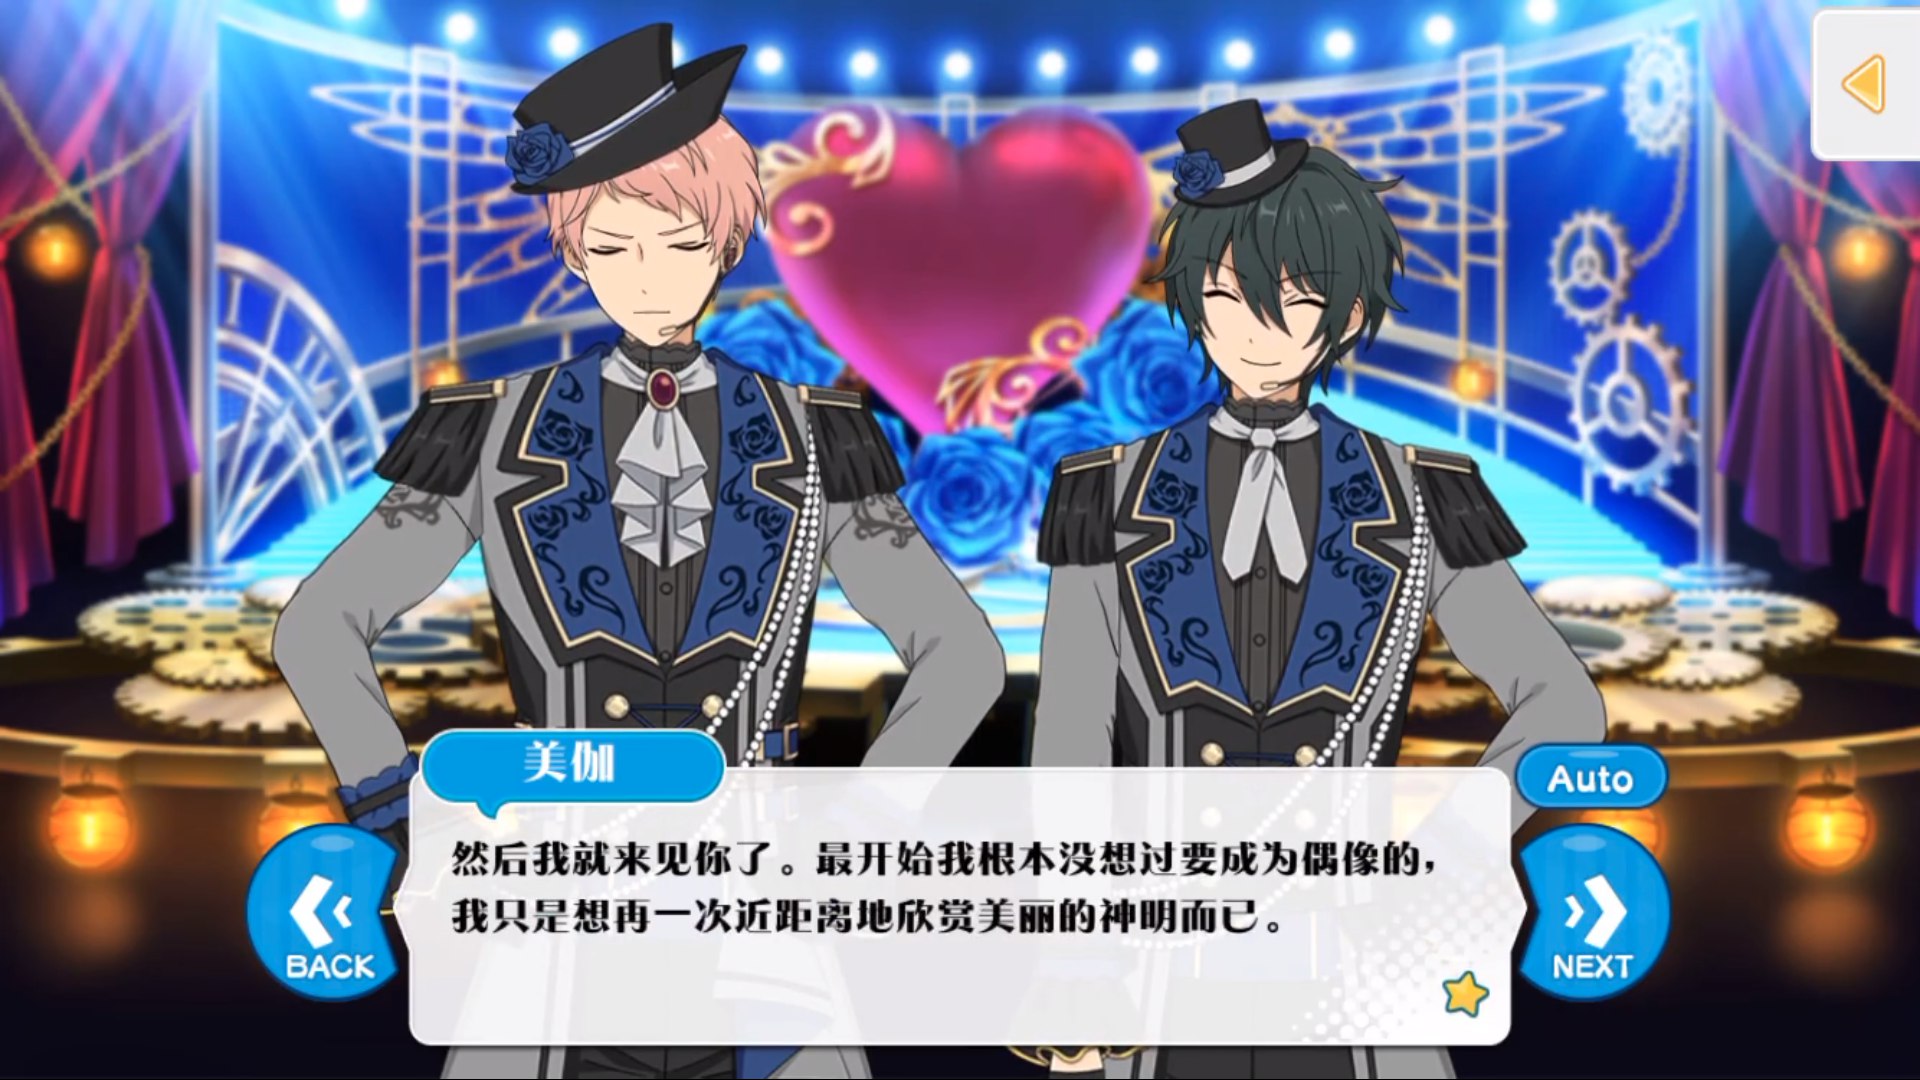 美伽
Auto
然后我就来见你了。最开始我根本没想过要成为偶像的，
我只是想再一次近距离地欣赏美丽的神明而已。
BACK
NEXT